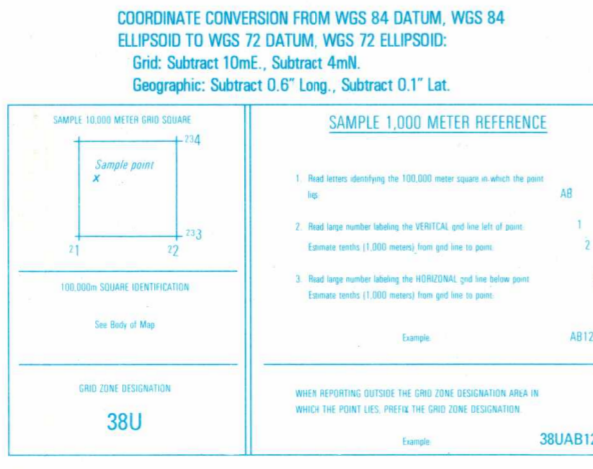 COORDINATE CONVERSION FROM WGS 84 DATUM, WGS 84
ELLIPSOID TO WGS 72 DATUM, WGS 72 ELLIPSOID:
Grid: Subtract 10mE., Subtract 4mN.
Geographic: Subtract 0.6" Long., Subtract 0.1" Lat.
SAMPLE 10,000 METER GRID SQUARE
234
Sample point
x
233
21
22
100,000m SQUARE IDENTIFICATION
See Body of Map
GRID ZONE DESIGNATION
38U
SAMPLE 1,000 METER REFERENCE
1. Read letters identifying the 100,000 meter square in which the point
lies. AB
2. Read large number labeling the VERITCAL grid line left of point. 1
Estimate tenths (1,000 meters) from grid line to point. 2
3. Read large number labeling the HORIZONAL grid line below point
Estimate tenths (1,000 meters) from grid line to point.
Example: AB12
WHEN REPORTING OUTSIDE THE GRID ZONE DESIGNATION AREA IN
WHICH THE POINT LIES, PREFIX THE GRID ZONE DESIGNATION.
Example: 38UAB12